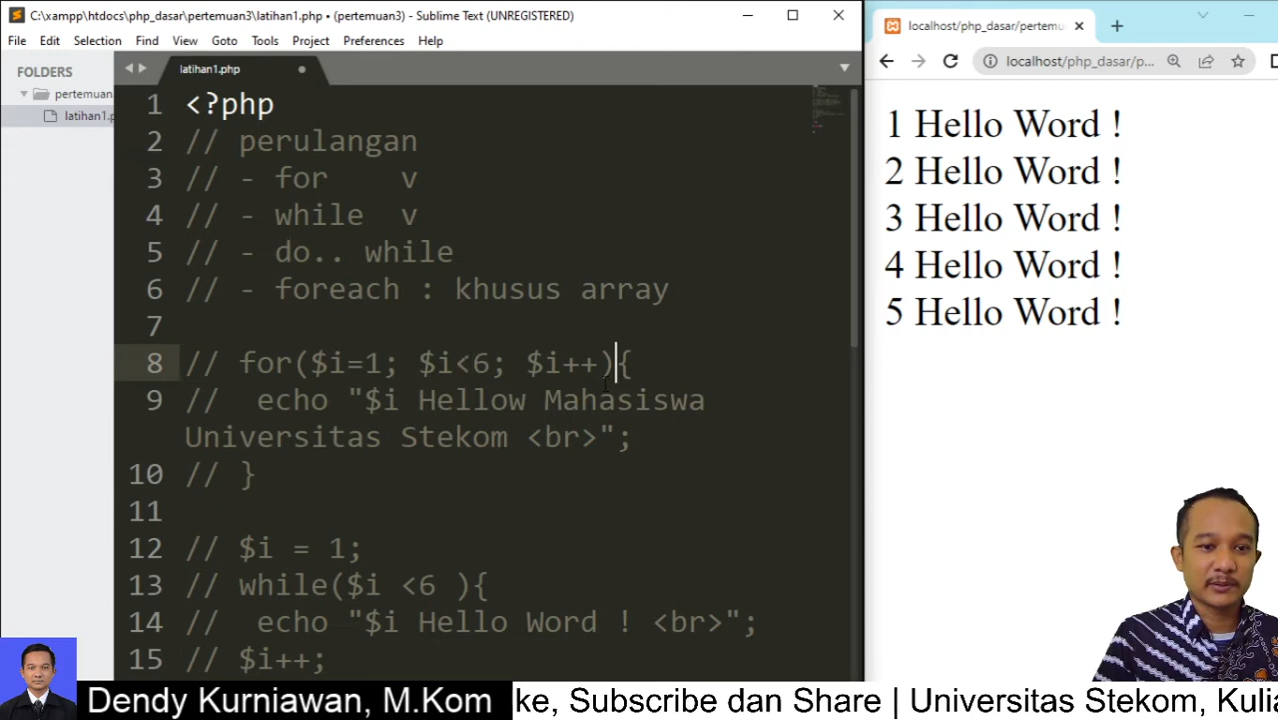 C:\xampp\htdocs\php_dasar\pertemuan3\latihan1.php • (pertemuan3) - Sublime Text (UNREGISTERED)
File Edit Selection Find View Goto Tools Project Preferences Help
FOLDERS
pertemuan
latihan1.p
latihan1.php
1 <?php
2 // perulangan
3 // - for    v
4 // - while  v
5 // - do.. while
6 // - foreach : khusus array
7
8 // for($i=1; $i<6; $i++){
9 //  echo "$i Hellow Mahasiswa
Universitas Stekom <br>";
10 // }
11
12 // $i = 1;
13 // while($i <6 ){
14 //  echo "$i Hello Word ! <br>";
15 // $i++;
localhost/php_dasar/pertemu
localhost/php_dasar/p...
1 Hello Word !
2 Hello Word !
3 Hello Word !
4 Hello Word !
5 Hello Word !
Dendy Kurniawan, M.Kom
ke, Subscribe dan Share | Universitas Stekom, Kulia